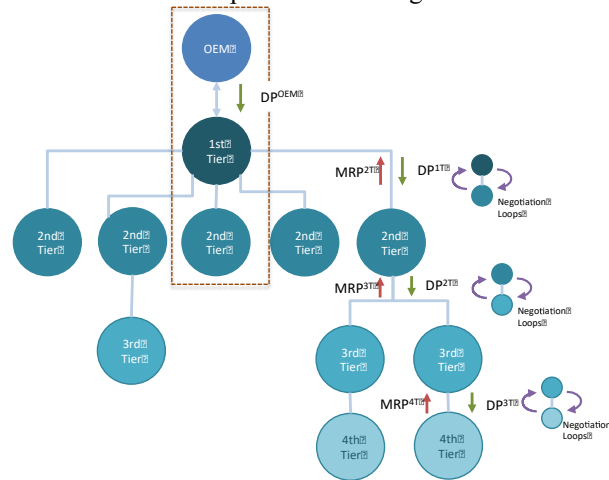 OEM
DP^OEM
1st
Tier
MRP^2T
DP^1T
Negotiation
Loops
2nd
Tier
2nd
Tier
2nd
Tier
2nd
Tier
2nd
Tier
MRP^3T
DP^2T
Negotiation
Loops
3rd
Tier
3rd
Tier
3rd
Tier
MRP^4T
DP^3T
Negotiation
Loops
4th
Tier
4th
Tier